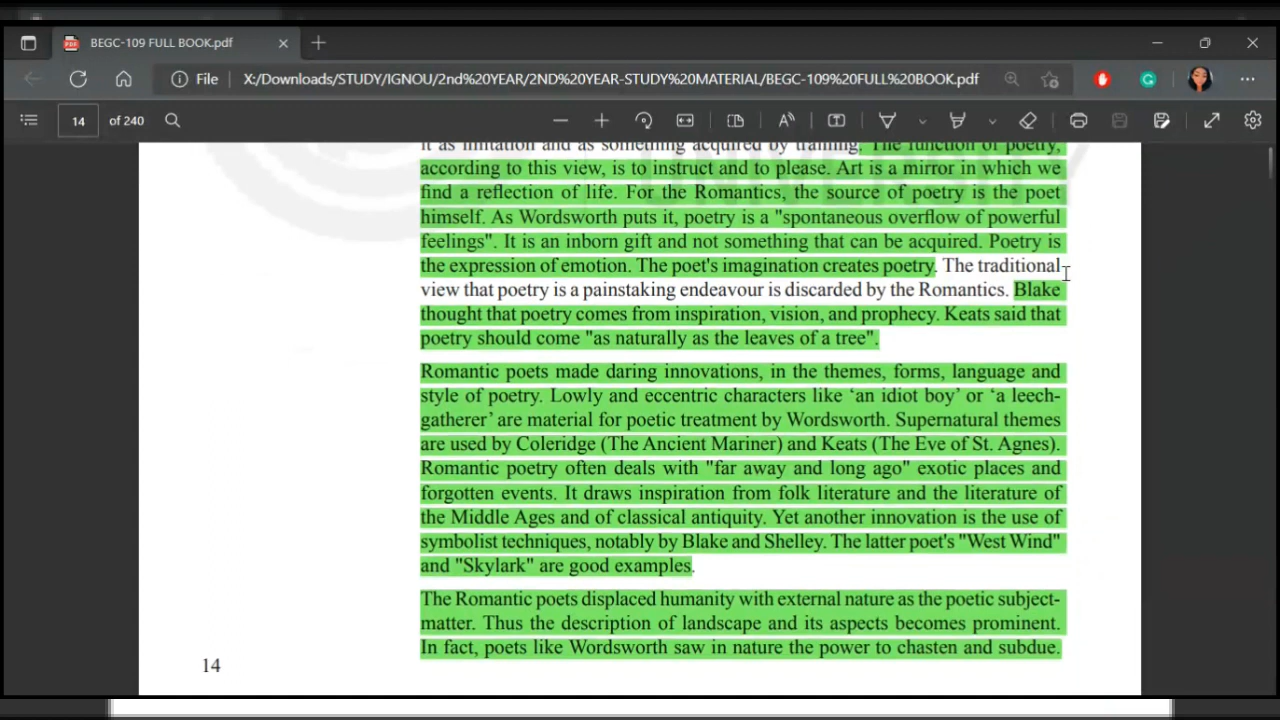 BEGC-109 FULL BOOK.pdf
File X:/Downloads/STUDY/IGNOU/2nd%20YEAR/2ND%20YEAR-STUDY%20MATERIAL/BEGC-109%20FULL%20BOOK.pdf
14 of 240
it as imitation and as something acquired by training. The function of poetry,
according to this view, is to instruct and to please. Art is a mirror in which we
find a reflection of life. For the Romantics, the source of poetry is the poet
himself. As Wordsworth puts it, poetry is a "spontaneous overflow of powerful
feelings". It is an inborn gift and not something that can be acquired. Poetry is
the expression of emotion. The poet's imagination creates poetry. The traditional
view that poetry is a painstaking endeavour is discarded by the Romantics. Blake
thought that poetry comes from inspiration, vision, and prophecy. Keats said that
poetry should come "as naturally as the leaves of a tree".
Romantic poets made daring innovations, in the themes, forms, language and
style of poetry. Lowly and eccentric characters like ‘an idiot boy’ or ‘a leech-
gatherer’ are material for poetic treatment by Wordsworth. Supernatural themes
are used by Coleridge (The Ancient Mariner) and Keats (The Eve of St. Agnes).
Romantic poetry often deals with "far away and long ago" exotic places and
forgotten events. It draws inspiration from folk literature and the literature of
the Middle Ages and of classical antiquity. Yet another innovation is the use of
symbolist techniques, notably by Blake and Shelley. The latter poet's "West Wind"
and "Skylark" are good examples.
The Romantic poets displaced humanity with external nature as the poetic subject-
matter. Thus the description of landscape and its aspects becomes prominent.
In fact, poets like Wordsworth saw in nature the power to chasten and subdue.
14